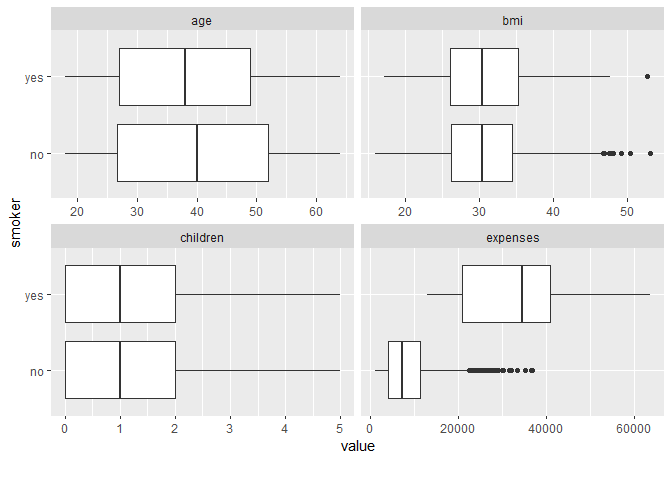 age
bmi
yes
no
20 30 40 50 60
20 30 40 50
smoker
children
expenses
yes
no
0 1 2 3 4 5
0 20000 40000 60000
value